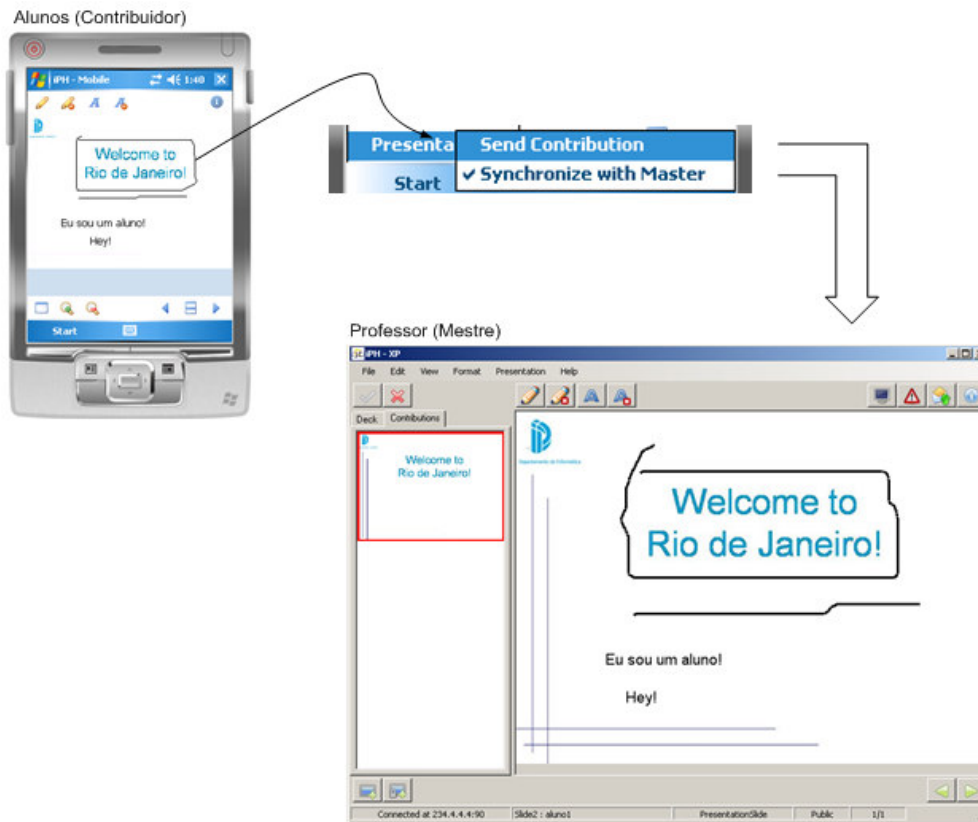 Alunos (Contribuidor)
iPH - Mobile 1:40
Welcome to
Rio de Janeiro!
Eu sou um aluno!
Hey!
Start
Presenta
Send Contribution
Start
✓ Synchronize with Master
Professor (Mestre)
iPH - XP
File Edit View Format Presentation Help
Deck Contributions
Welcome to
Rio de Janeiro!
Departamento de Informática
Welcome to
Rio de Janeiro!
Eu sou um aluno!
Hey!
Connected at 234.4.4.4:90 Slide2 : aluno1 PresentationSlide Public 1/1